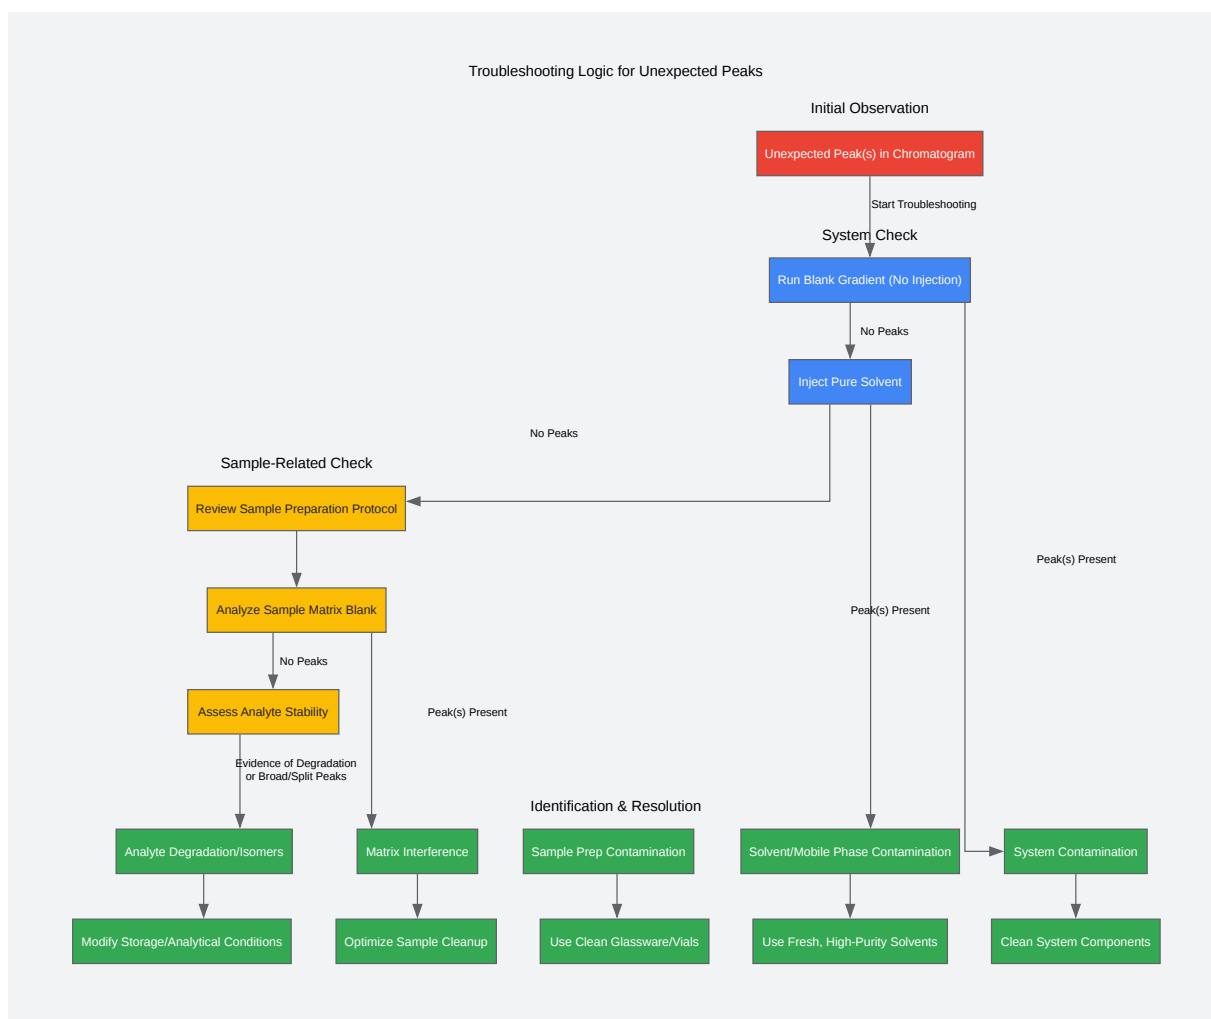 Troubleshooting Logic for Unexpected Peaks
Initial Observation
Unexpected Peak(s) in Chromatogram
Start Troubleshooting
System Check
Run Blank Gradient (No Injection)
No Peaks
Inject Pure Solvent
No Peaks
Sample-Related Check
Review Sample Preparation Protocol
Peak(s) Present
Analyze Sample Matrix Blank
Peak(s) Present
No Peaks
Assess Analyte Stability
Peak(s) Present
Evidence of Degradation
or Broad/Split Peaks
Identification & Resolution
Analyte Degradation/Isomers
Matrix Interference
Sample Prep Contamination
Solvent/Mobile Phase Contamination
System Contamination
Modify Storage/Analytical Conditions
Optimize Sample Cleanup
Use Clean Glassware/Vials
Use Fresh, High-Purity Solvents
Clean System Components